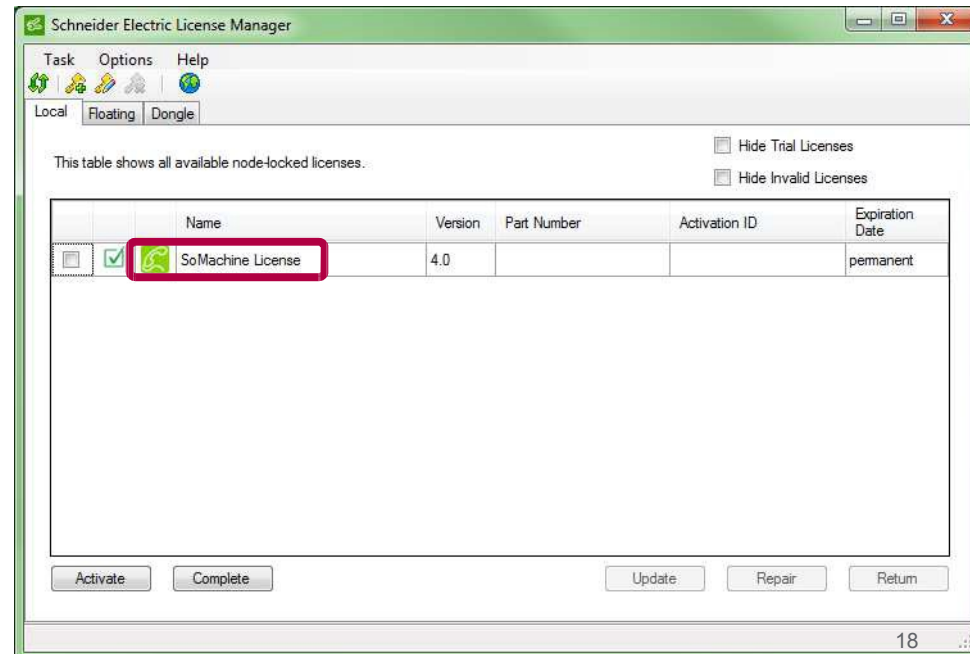 Schneider Electric License Manager
Task Options Help
Local Floating Dongle
Hide Trial Licenses
This table shows all available node-locked licenses.
Hide Invalid Licenses
Name Version Part Number Activation ID Expiration Date
SoMachine License 4.0 permanent
Activate Complete Update Repair Return
18